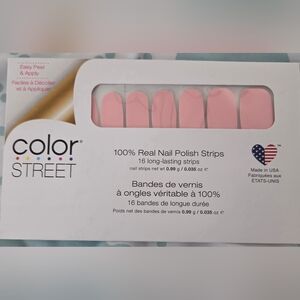 Easy Peel
& Apply
Faciles à Décoller
et à Appliquer
color
STREET
100% Real Nail Polish Strips
16 long-lasting strips
nail strips net wt 0.99 g / 0.035 oz ℮
Bandes de vernis
à ongles véritable à 100%
16 bandes de longue durée
Poids net des bandes de vernis 0.99 g / 0.035 oz ℮
Made in USA
Fabriquées aux
ÉTATS-UNIS